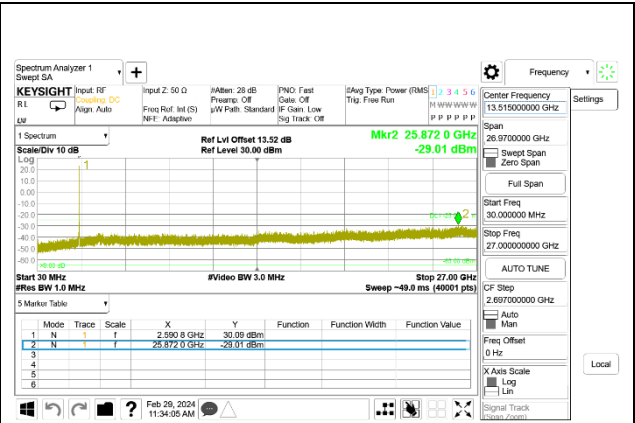 Spectrum Analyzer 1
Swept SA
+
Frequency
KEYSIGHT Input: RF Input Z: 50 Ω #Atten: 28 dB PNO: Fast #Avg Type: Power (RMS 1 2 3 4 5 6
RL Coupling: DC Preamp: Off Gate: Off Trig: Free Run M W W W W W
Align: Auto Freq Ref: Int (S) µW Path: Standard IF Gain: Low
NFE: Adaptive Sig Track: Off P P P P P P
Center Frequency
13.515000000 GHz
Settings
Span
26.9700000 GHz
Swept Span
Zero Span
Full Span
Start Freq
30.000000 MHz
Stop Freq
27.000000000 GHz
AUTO TUNE
CF Step
2.697000000 GHz
Auto
Man
Freq Offset
0 Hz
X Axis Scale
Log
Lin
Local
Signal Track
(Span Zoom)
1 Spectrum
Scale/Div 10 dB
Ref Lvl Offset 13.52 dB
Ref Level 30.00 dBm
Mkr2 25.872 0 GHz
-29.01 dBm
Log
1
20.0
10.0
0.00
-10.0
-20.0
2
-30.0
-40.0
-50.0
-60.0
Start 30 MHz #Video BW 3.0 MHz Stop 27.00 GHz
#Res BW 1.0 MHz Sweep ~49.0 ms (40001 pts)
5 Marker Table
Mode Trace Scale X Y Function Function Width Function Value
1 N 1 f 2.590 8 GHz 30.09 dBm
2 N 1 f 25.872 0 GHz -29.01 dBm
3
4
5
6
? Feb 29, 2024
11:34:05 AM